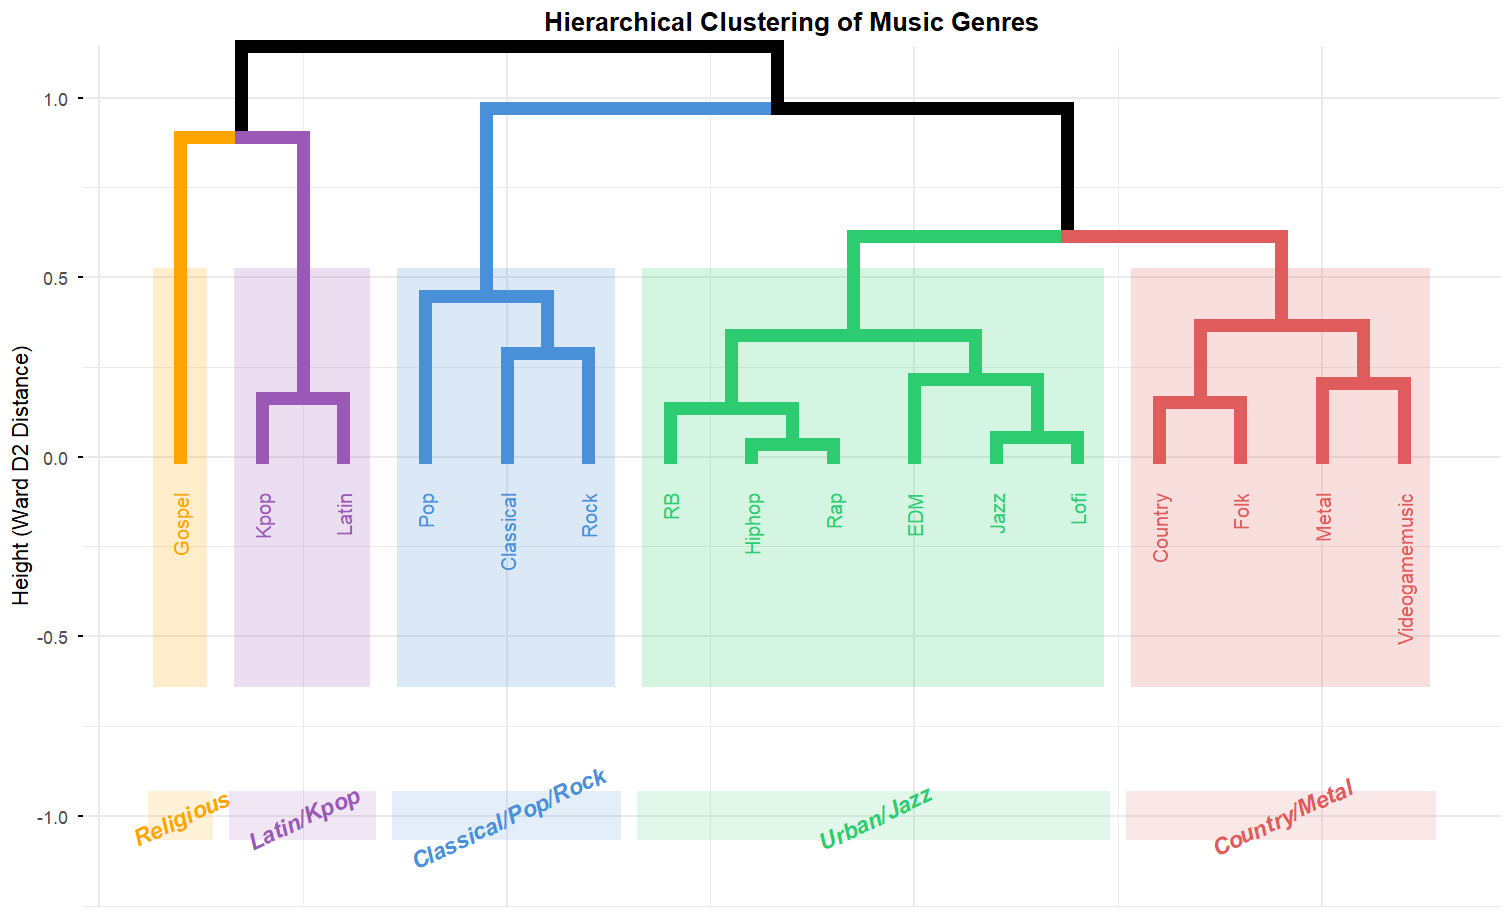 Hierarchical Clustering of Music Genres
Height (Ward D2 Distance)
1.0
0.5
0.0
-0.5
-1.0
Gospel
Kpop
Latin
Pop
Classical
Rock
RB
Hiphop
Rap
EDM
Jazz
Lofi
Country
Folk
Metal
Videogamemusic
Religious
Latin/Kpop
Classical/Pop/Rock
Urban/Jazz
Country/Metal